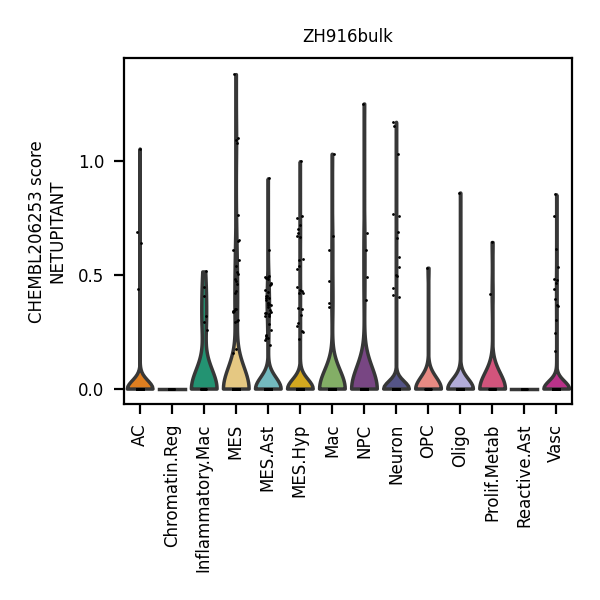 ZH916bulk
CHEMBL206253 score
NETUPITANT
1.0
0.5
0.0
AC
Chromatin.Reg
Inflammatory.Mac
MES
MES.Ast
MES.Hyp
Mac
NPC
Neuron
OPC
Oligo
Prolif.Metab
Reactive.Ast
Vasc